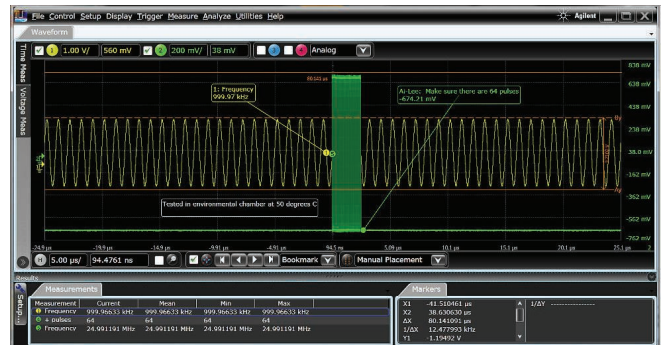 File Control Setup Display Trigger Measure Analyze Utilities Help Agilent
Waveform
1 1.00 V/ 560 mV 2 200 mV/ 38 mV 3 4 Analog
Time Meas
Voltage Meas
838 mV
638 mV
438 mV
238 mV
38.0 mV
-162 mV
-362 mV
-562 mV
-762 mV
80.141 µs
1: Frequency
999.97 kHz
Ai-Lee: Make sure there are 64 pulses
-674.21 mV
By
Ay
Tested in environmental chamber at 50 degrees C
-24.9 µs -19.9 µs -9.91 µs -4.91 µs 94.5 ns 5.09 µs 10.1 µs 15.1 µs 20.1 µs 25.1 µs
H 5.00 µs/ 94.4761 ns Bookmark Manual Placement
Results
Measurements
Measurement Current Mean Min Max
Frequency 999.96633 kHz 999.96633 kHz 999.96633 kHz 999.96633 kHz
+ pulses 64 64 64 64
Frequency 24.991191 MHz 24.991191 MHz 24.991191 MHz 24.991191 MHz
Setup...
Markers
X1 -41.510461 µs
X2 38.630630 µs
ΔX 80.141091 µs
1/ΔX 12.477993 kHz
Y1 -1.19492 V
1/ΔY ----------------